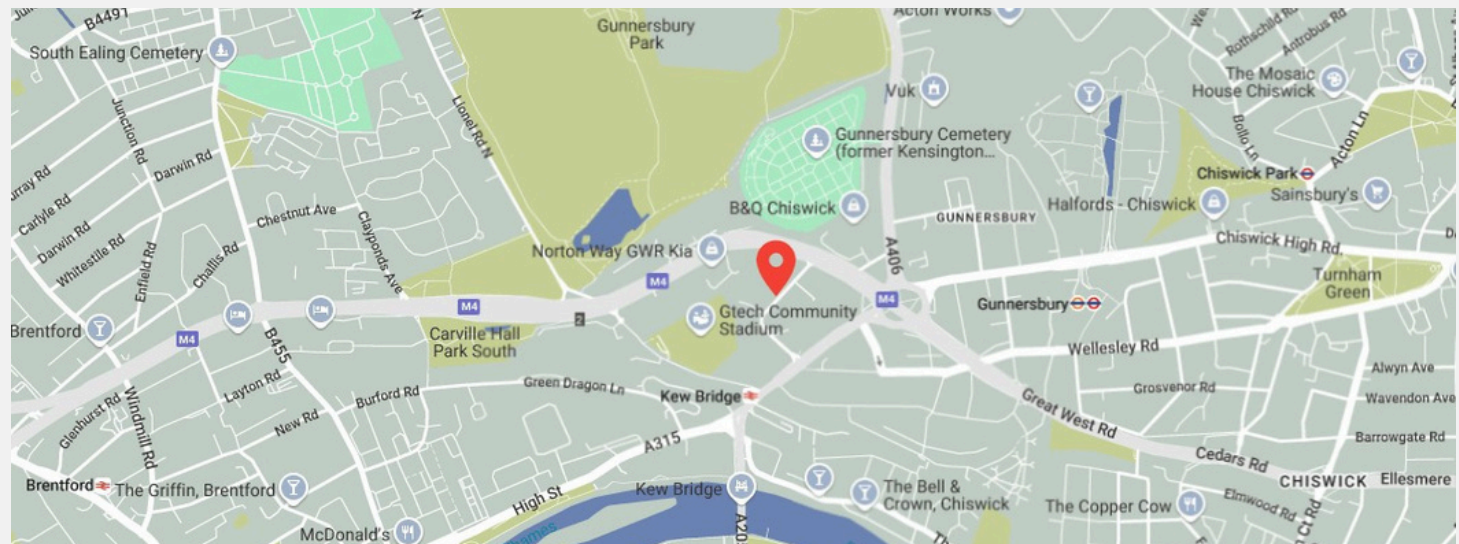 B4491
Acton Works
Gunnersbury
Park
South Ealing Cemetery
Rothschild Rd
Antrobus Rd
The Mosaic
House Chiswick
Vuk
Junction Rd
Lionel Rd N
Gunnersbury Cemetery
(former Kensington...
Bollo Ln
Acton Ln
Darwin Rd
Chiswick Park
Sainsbury's
Carlyle Rd
Chestnut Ave
B&Q Chiswick
GUNNERSBURY
Halfords - Chiswick
Darwin Rd
Whitestile Rd
Enfield Rd
Challis Rd
Clayponds Ave
Norton Way GWR Kia
A406
Chiswick High Rd
Turnham
Green
M4
M4
M4
M4
2
Gunnersbury
Gtech Community
Stadium
Brentford
Carville Hall
Park South
B455
Wellesley Rd
Layton Rd
Burford Rd
Green Dragon Ln
Kew Bridge
Grosvenor Rd
Alwyn Ave
Wavendon Ave
Glenhurst Rd
Windmill Rd
New Rd
Great West Rd
A315
Barrowgate Rd
Cedars Rd
CHISWICK
Ellesmere
Brentford
The Griffin, Brentford
High St
Kew Bridge
The Bell &
Crown, Chiswick
The Copper Cow
Elmwood Rd
McDonald's